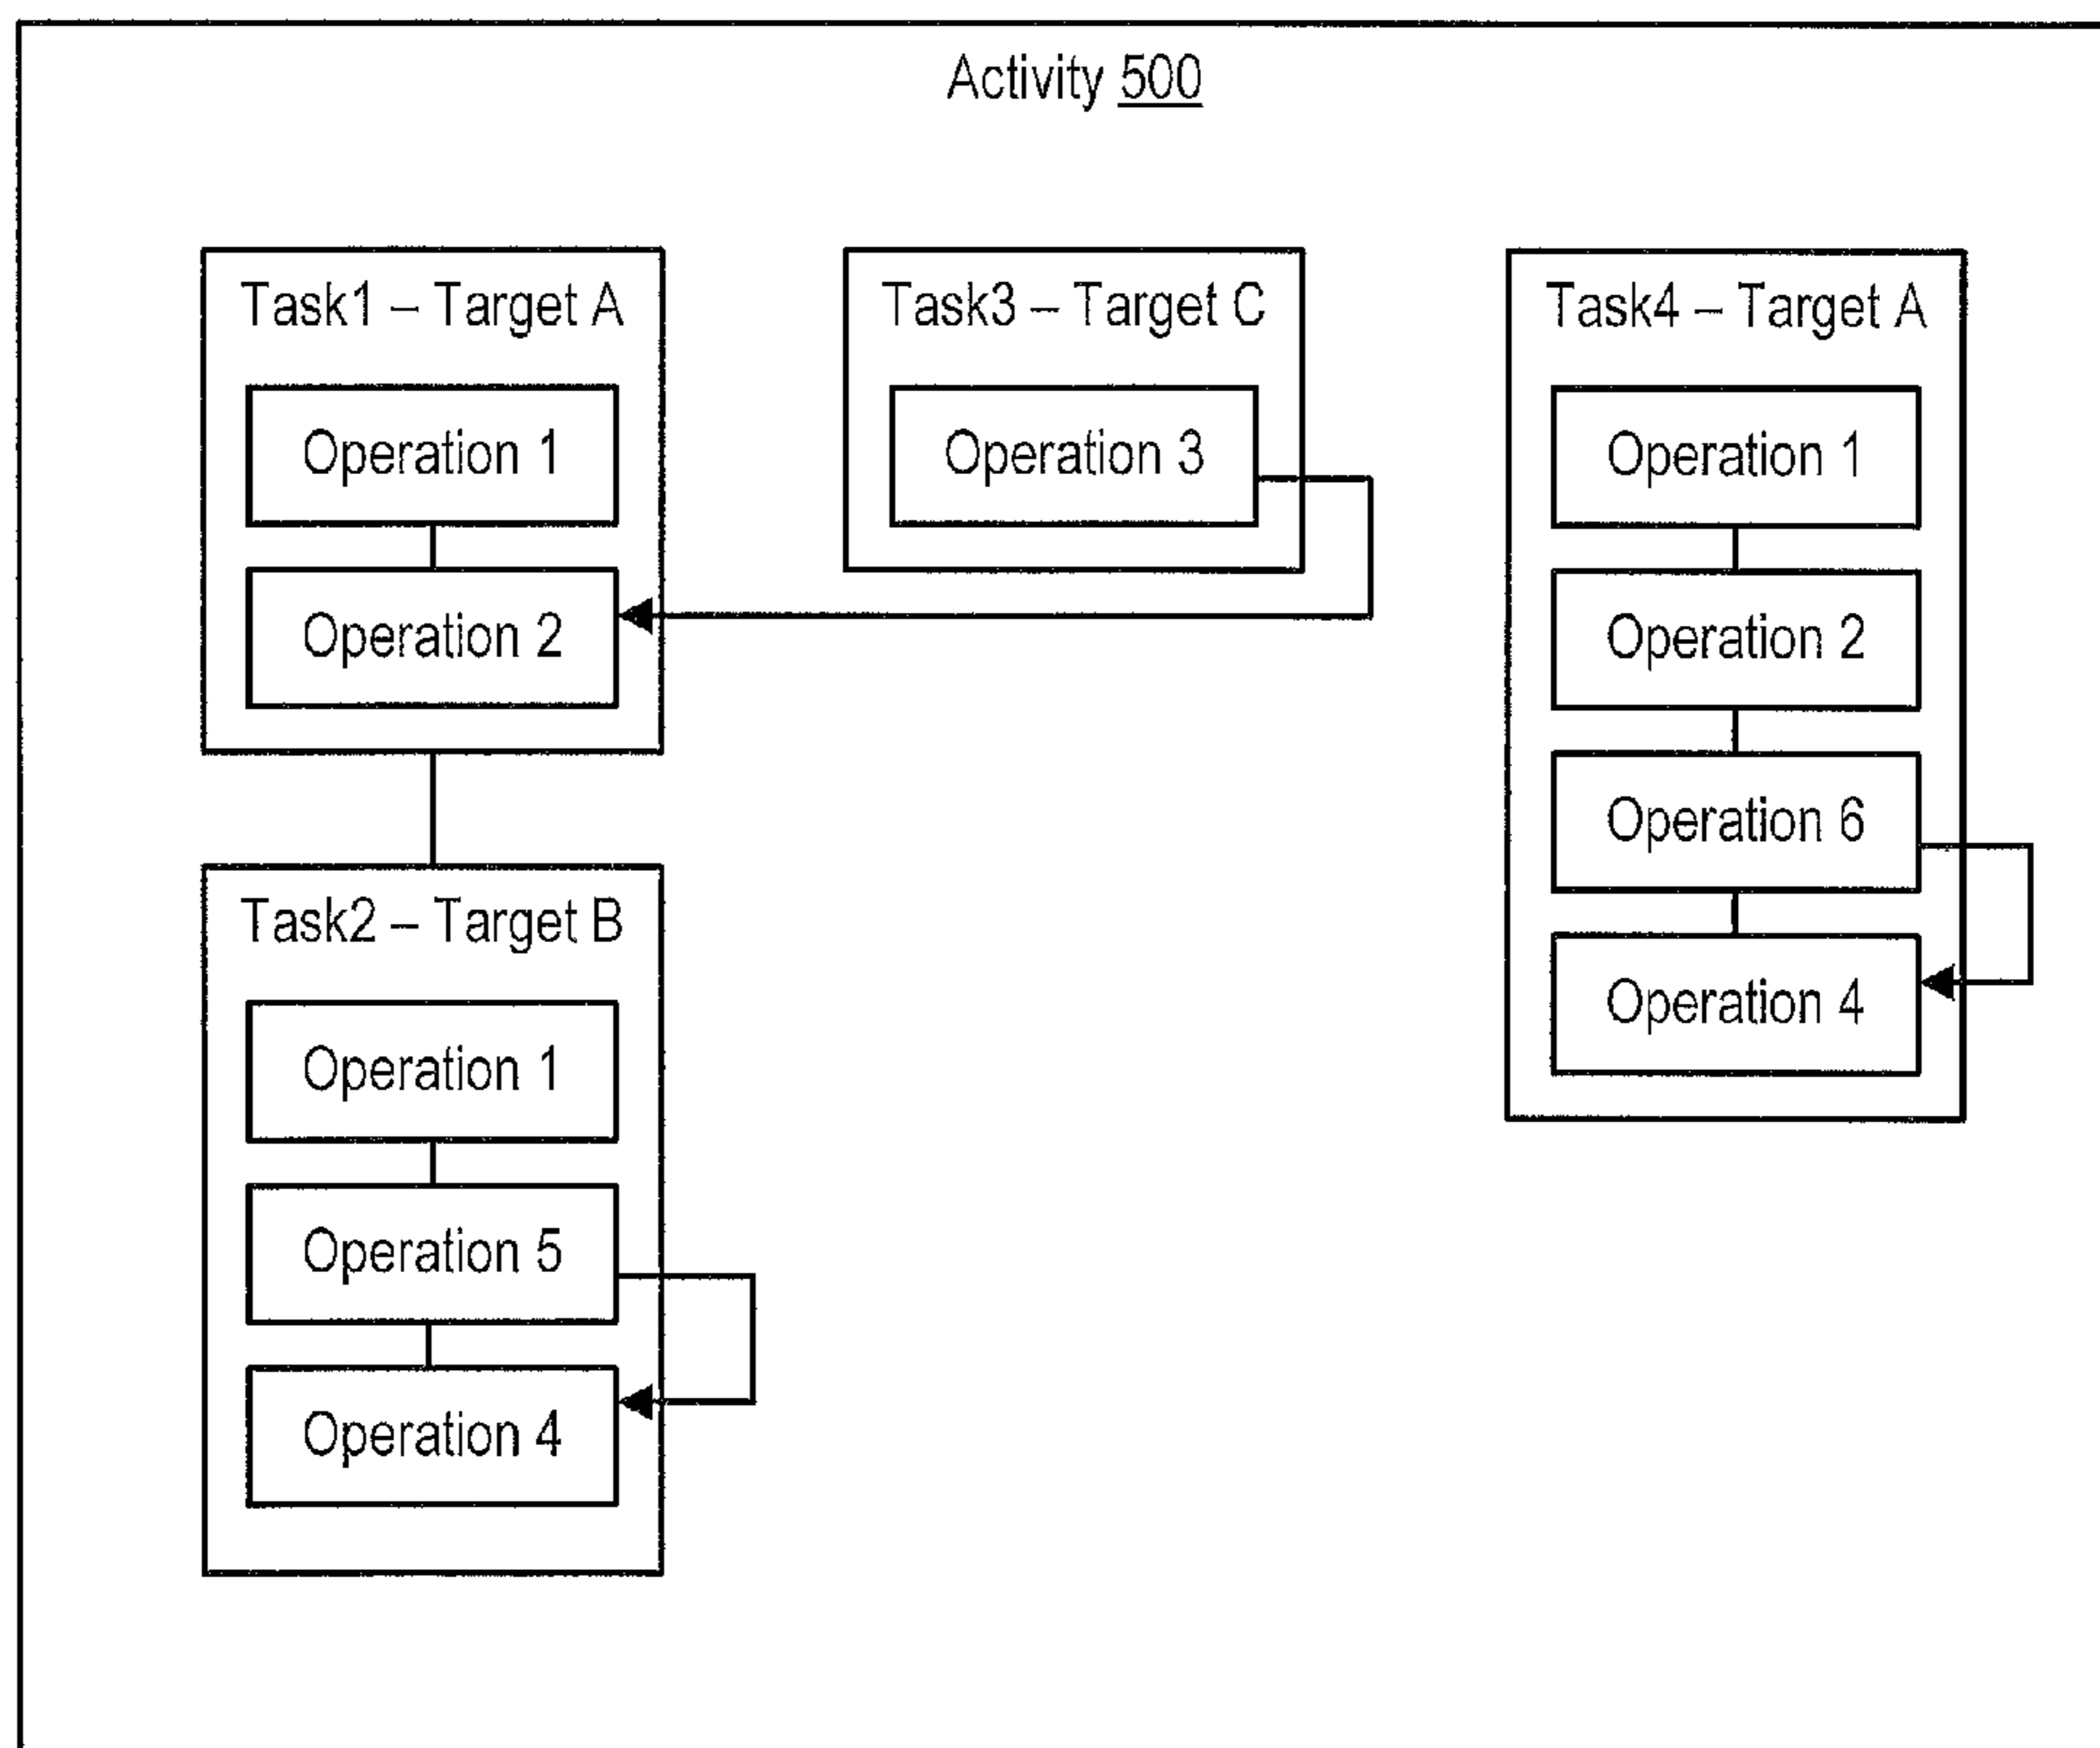 Activity 500
Task1 – Target A
Operation 1
Operation 2
Task3 – Target C
Operation 3
Task4 – Target A
Operation 1
Operation 2
Operation 6
Operation 4
Task2 – Target B
Operation 1
Operation 5
Operation 4